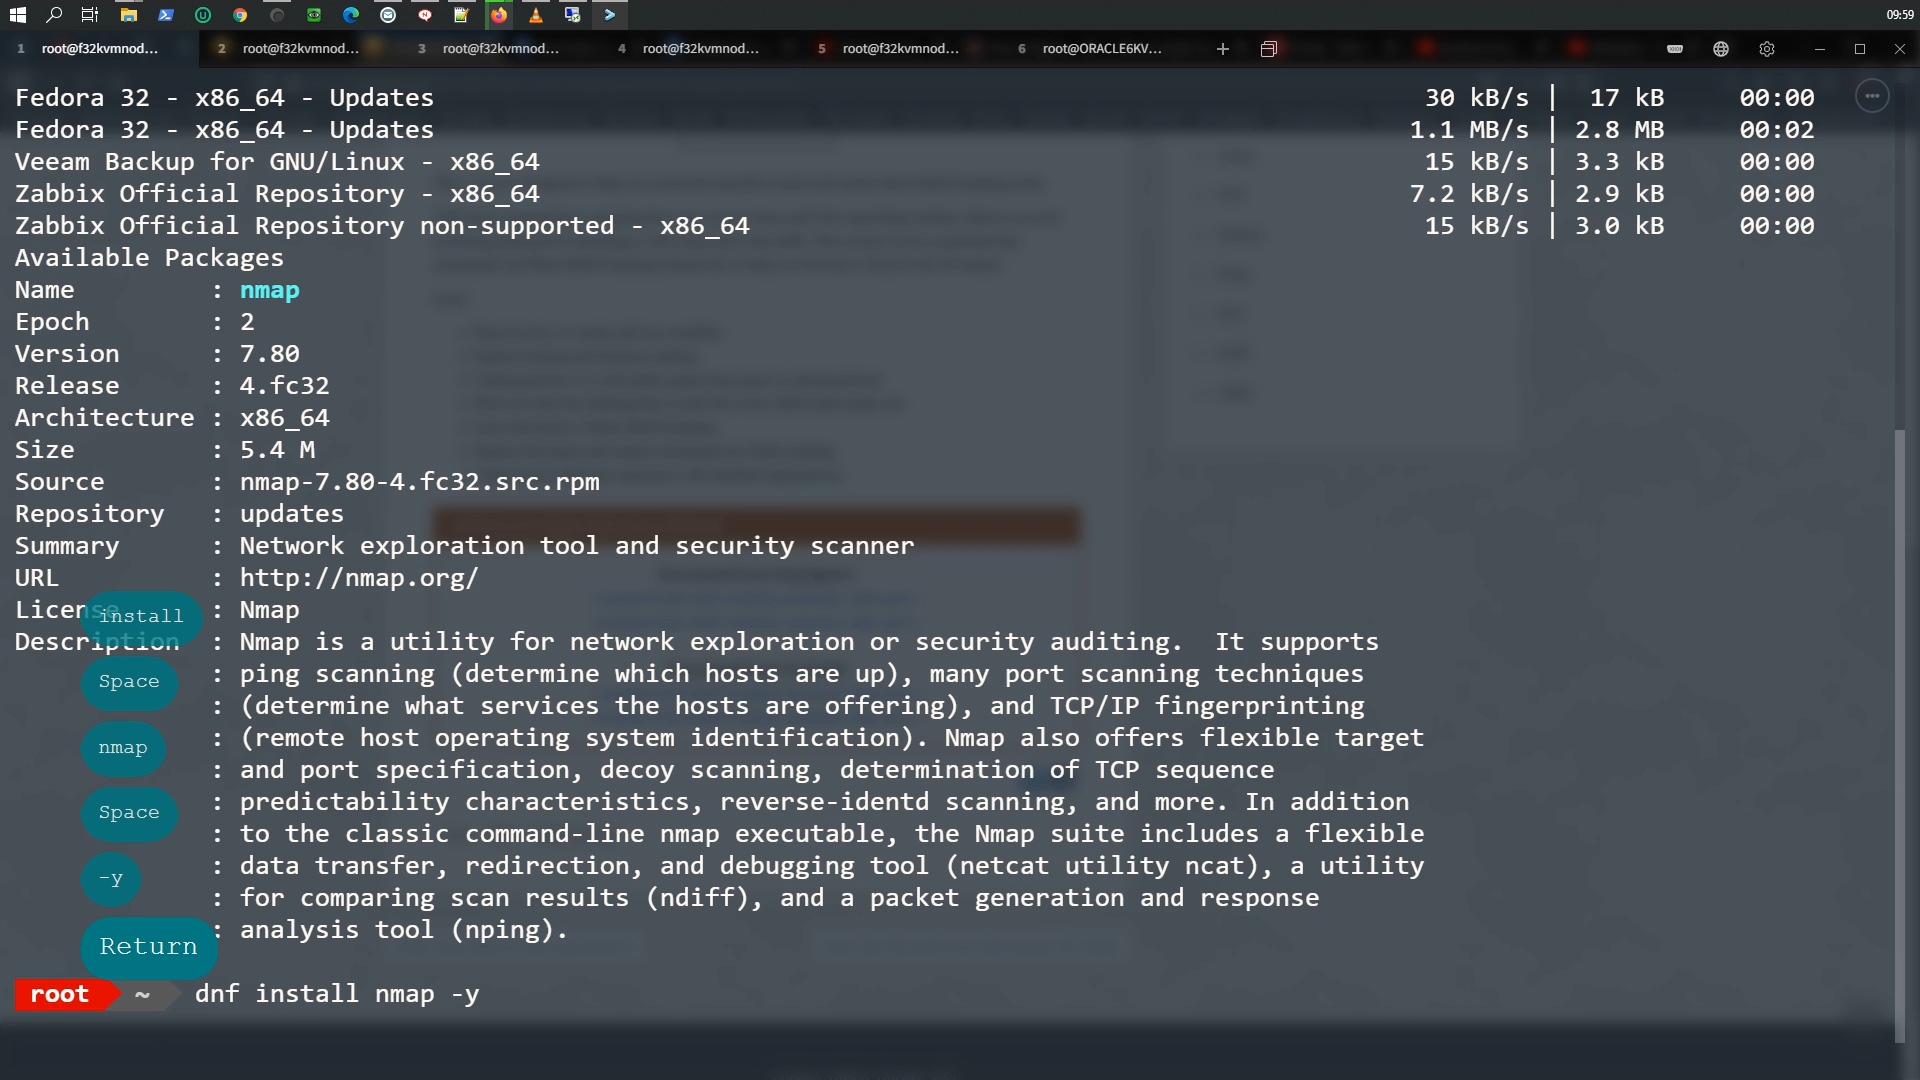 09:59
1 root@f32kvmnod... 2 root@f32kvmnod... 3 root@f32kvmnod... 4 root@f32kvmnod... 5 root@f32kvmnod... 6 root@ORACLE6KV...
Fedora 32 - x86_64 - Updates 30 kB/s | 17 kB 00:00
Fedora 32 - x86_64 - Updates 1.1 MB/s | 2.8 MB 00:02
Veeam Backup for GNU/Linux - x86_64 15 kB/s | 3.3 kB 00:00
Zabbix Official Repository - x86_64 7.2 kB/s | 2.9 kB 00:00
Zabbix Official Repository non-supported - x86_64 15 kB/s | 3.0 kB 00:00
Available Packages
Name : nmap
Epoch : 2
Version : 7.80
Release : 4.fc32
Architecture : x86_64
Size : 5.4 M
Source : nmap-7.80-4.fc32.src.rpm
Repository : updates
Summary : Network exploration tool and security scanner
URL : http://nmap.org/
License : Nmap
Description : Nmap is a utility for network exploration or security auditing.  It supports
: ping scanning (determine which hosts are up), many port scanning techniques
: (determine what services the hosts are offering), and TCP/IP fingerprinting
: (remote host operating system identification). Nmap also offers flexible target
: and port specification, decoy scanning, determination of TCP sequence
: predictability characteristics, reverse-identd scanning, and more. In addition
: to the classic command-line nmap executable, the Nmap suite includes a flexible
: data transfer, redirection, and debugging tool (netcat utility ncat), a utility
: for comparing scan results (ndiff), and a packet generation and response
: analysis tool (nping).
install
Space
nmap
Space
-y
Return
root ~ dnf install nmap -y